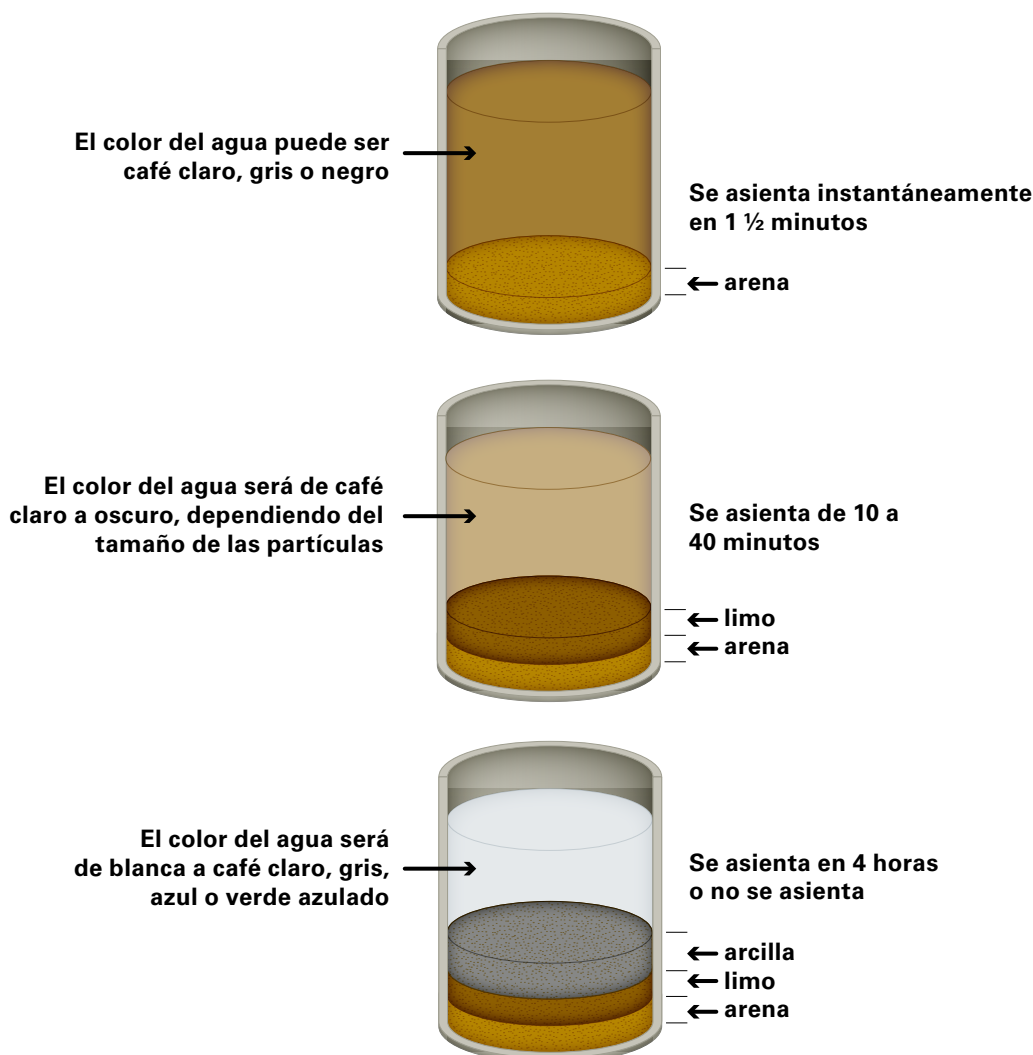 El color del agua puede ser
café claro, gris o negro
Se asienta instantáneamente
en 1 ½ minutos
arena
El color del agua será de café
claro a oscuro, dependiendo del
tamaño de las partículas
Se asienta de 10 a
40 minutos
limo
arena
El color del agua será
de blanca a café claro, gris,
azul o verde azulado
Se asienta en 4 horas
o no se asienta
arcilla
limo
arena